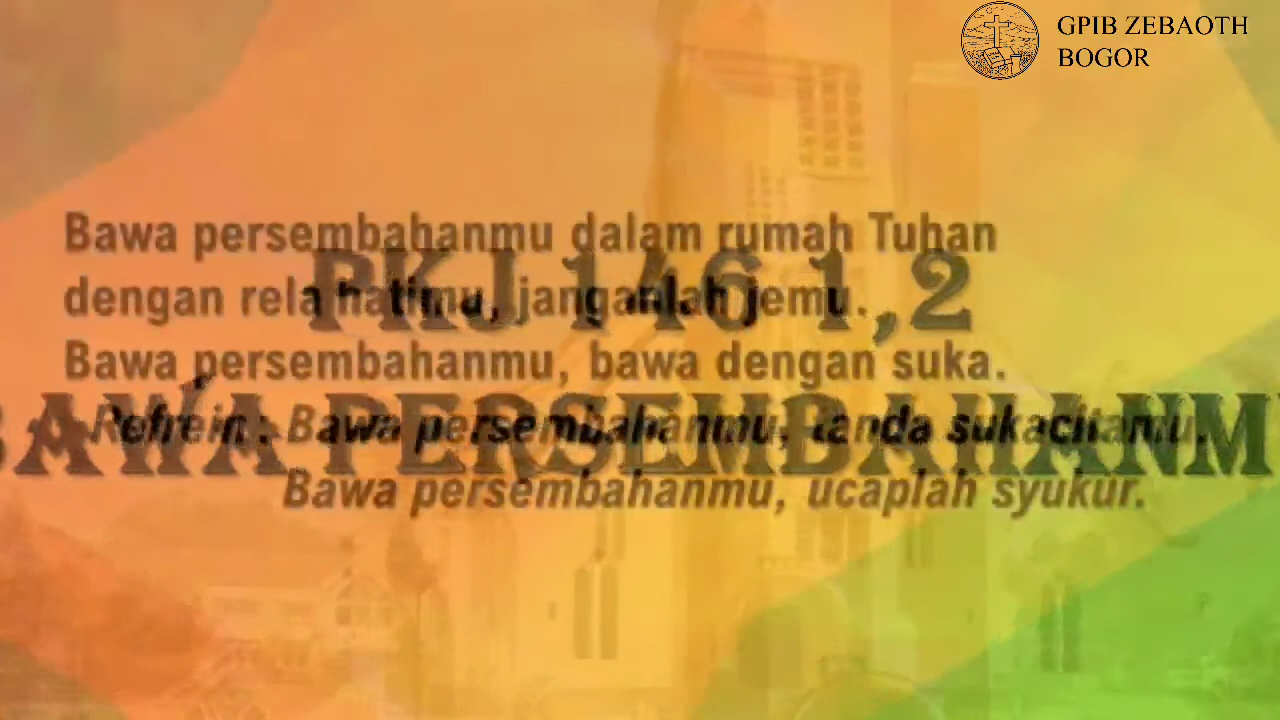 GPIB ZEBAOTH
BOGOR
Bawa persembahanmu dalam rumah Tuhan
PKJ 146 1,2
dengan rela hatimu, janganlah jemu.
Bawa persembahanmu, bawa dengan suka.
BAWA PERSEMBAHANM
Refrein: Bawa persembahanmu, tanda sukacitamu.
Bawa persembahanmu, ucaplah syukur.